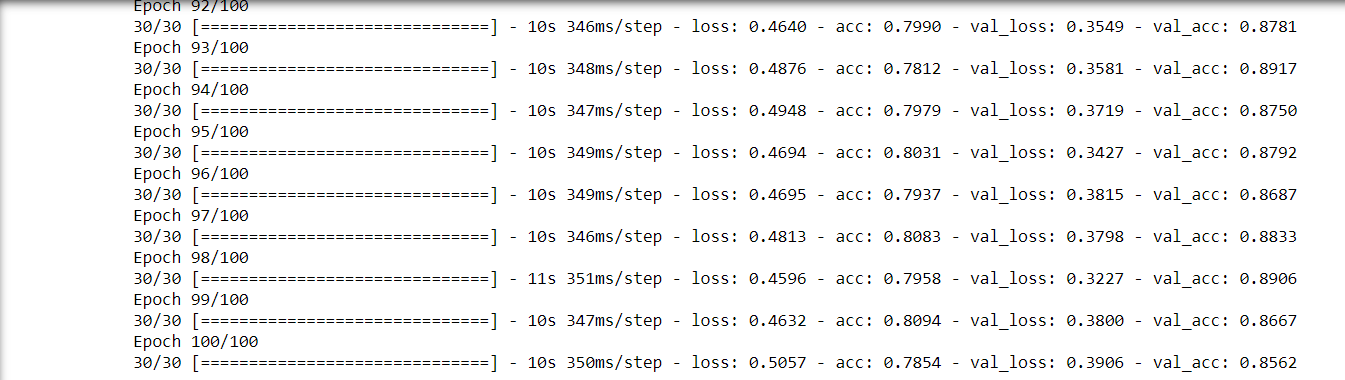 Epoch 92/100
30/30 [==============================] - 10s 346ms/step - loss: 0.4640 - acc: 0.7990 - val_loss: 0.3549 - val_acc: 0.8781
Epoch 93/100
30/30 [==============================] - 10s 348ms/step - loss: 0.4876 - acc: 0.7812 - val_loss: 0.3581 - val_acc: 0.8917
Epoch 94/100
30/30 [==============================] - 10s 347ms/step - loss: 0.4948 - acc: 0.7979 - val_loss: 0.3719 - val_acc: 0.8750
Epoch 95/100
30/30 [==============================] - 10s 349ms/step - loss: 0.4694 - acc: 0.8031 - val_loss: 0.3427 - val_acc: 0.8792
Epoch 96/100
30/30 [==============================] - 10s 349ms/step - loss: 0.4695 - acc: 0.7937 - val_loss: 0.3815 - val_acc: 0.8687
Epoch 97/100
30/30 [==============================] - 10s 346ms/step - loss: 0.4813 - acc: 0.8083 - val_loss: 0.3798 - val_acc: 0.8833
Epoch 98/100
30/30 [==============================] - 11s 351ms/step - loss: 0.4596 - acc: 0.7958 - val_loss: 0.3227 - val_acc: 0.8906
Epoch 99/100
30/30 [==============================] - 10s 347ms/step - loss: 0.4632 - acc: 0.8094 - val_loss: 0.3800 - val_acc: 0.8667
Epoch 100/100
30/30 [==============================] - 10s 350ms/step - loss: 0.5057 - acc: 0.7854 - val_loss: 0.3906 - val_acc: 0.8562